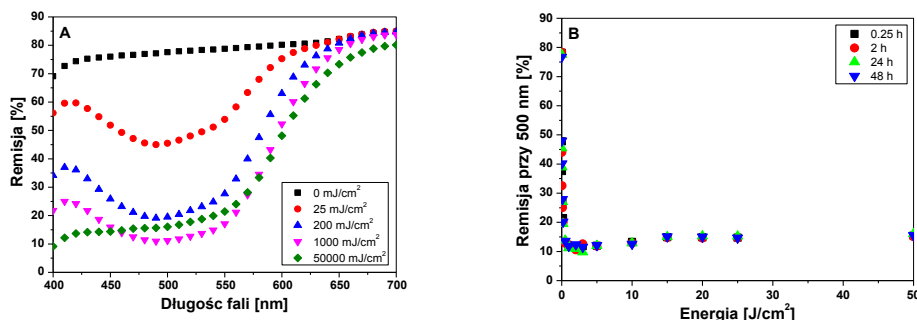 A
Remisja [%]
90
80
70
60
50
40
30
20
10
0
0 mJ/cm²
25 mJ/cm²
200 mJ/cm²
1000 mJ/cm²
50000 mJ/cm²
400 450 500 550 600 650 700
Długośc fali [nm]
B
Remisja przy 500 nm [%]
90
80
70
60
50
40
30
20
10
0
0.25 h
2 h
24 h
48 h
0 10 20 30 40 50
Energia [J/cm²]